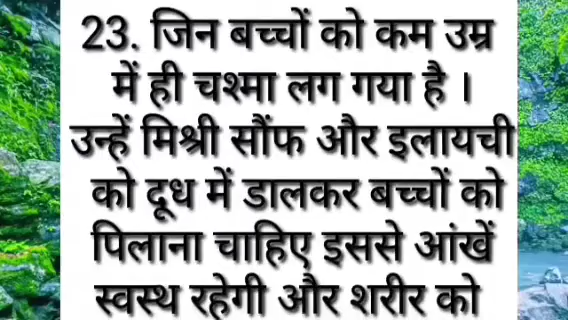 23. जिन बच्चों को कम उम्र
में ही चश्मा लग गया है ।
उन्हें मिश्री सौंफ और इलायची
को दूध में डालकर बच्चों को
पिलाना चाहिए इससे आंखें
स्वस्थ रहेगी और शरीर को